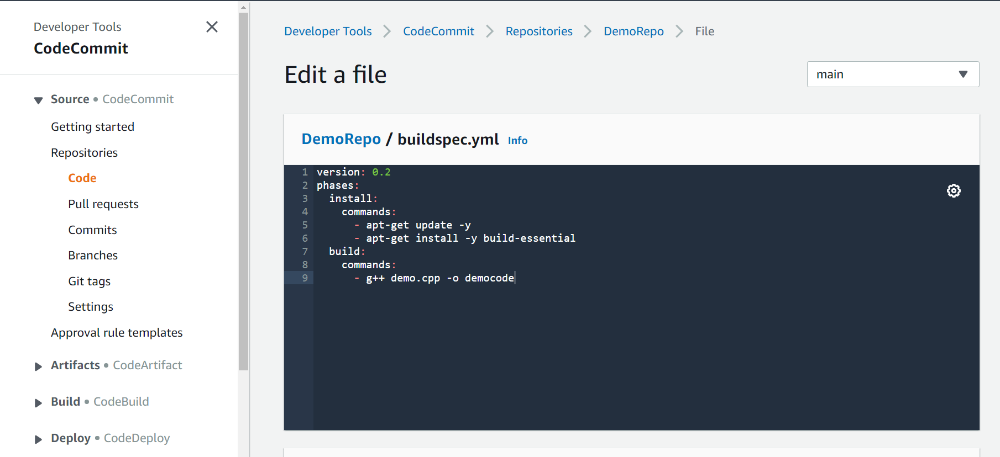 Developer Tools
CodeCommit
Source • CodeCommit
Getting started
Repositories
Code
Pull requests
Commits
Branches
Git tags
Settings
Approval rule templates
Artifacts • CodeArtifact
Build • CodeBuild
Deploy • CodeDeploy
Developer Tools > CodeCommit > Repositories > DemoRepo > File
Edit a file
main
DemoRepo / buildspec.yml Info
1 version: 0.2
2 phases:
3   install:
4     commands:
5       - apt-get update -y
6       - apt-get install -y build-essential
7   build:
8     commands:
9       - g++ demo.cpp -o democode